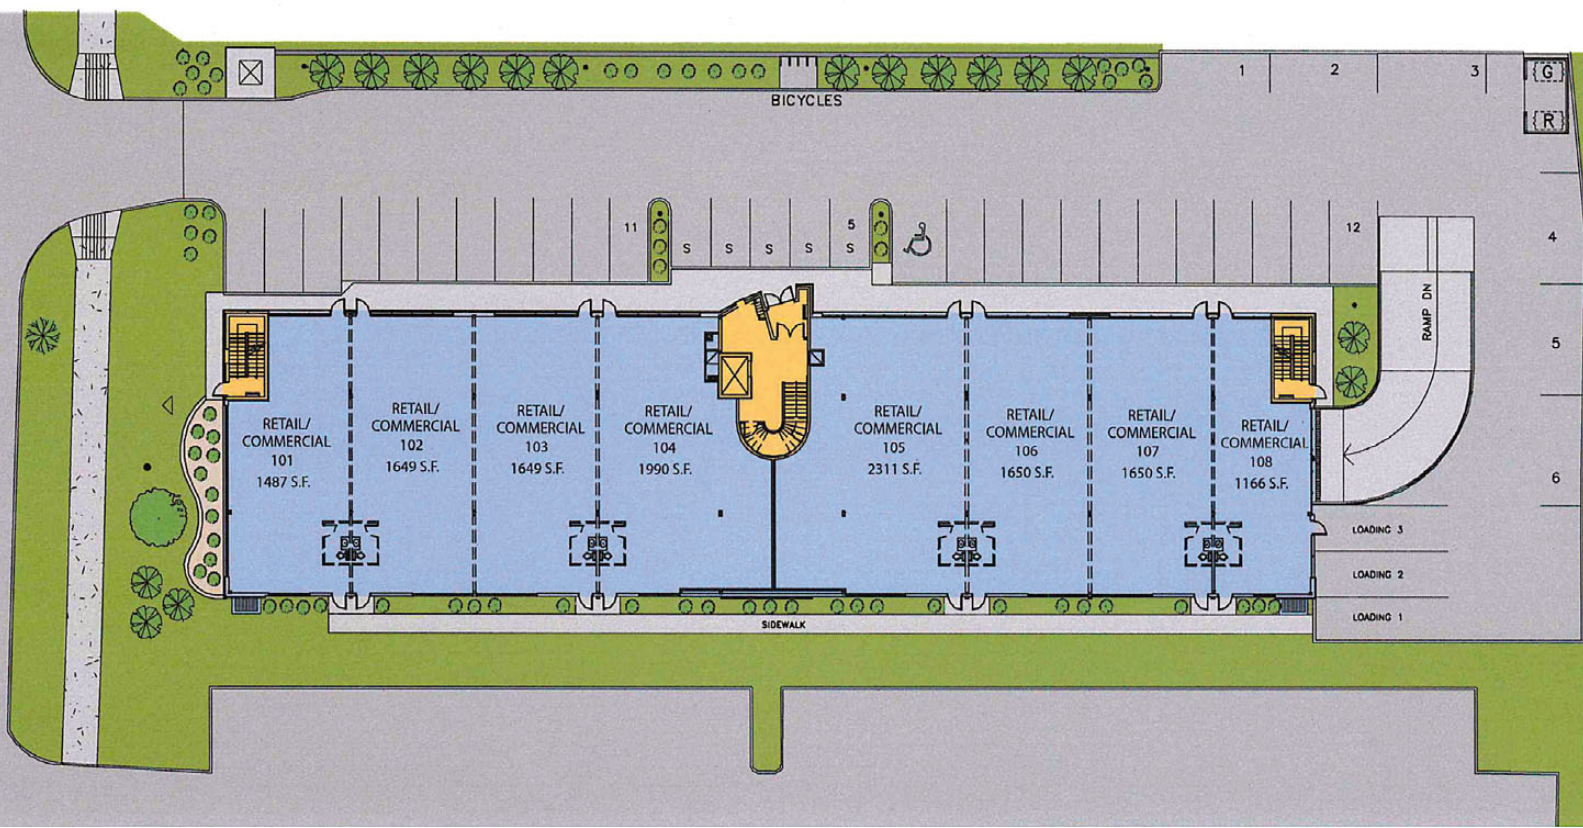 1
2
3
G
BICYCLES
R
11
S
S
S
S
5
S
12
4
RAMP DN
5
6
RETAIL/
COMMERCIAL
101
1487 S.F.
RETAIL/
COMMERCIAL
102
1649 S.F.
RETAIL/
COMMERCIAL
103
1649 S.F.
RETAIL/
COMMERCIAL
104
1990 S.F.
RETAIL/
COMMERCIAL
105
2311 S.F.
RETAIL/
COMMERCIAL
106
1650 S.F.
RETAIL/
COMMERCIAL
107
1650 S.F.
RETAIL/
COMMERCIAL
108
1166 S.F.
LOADING 3
LOADING 2
LOADING 1
SIDEWALK